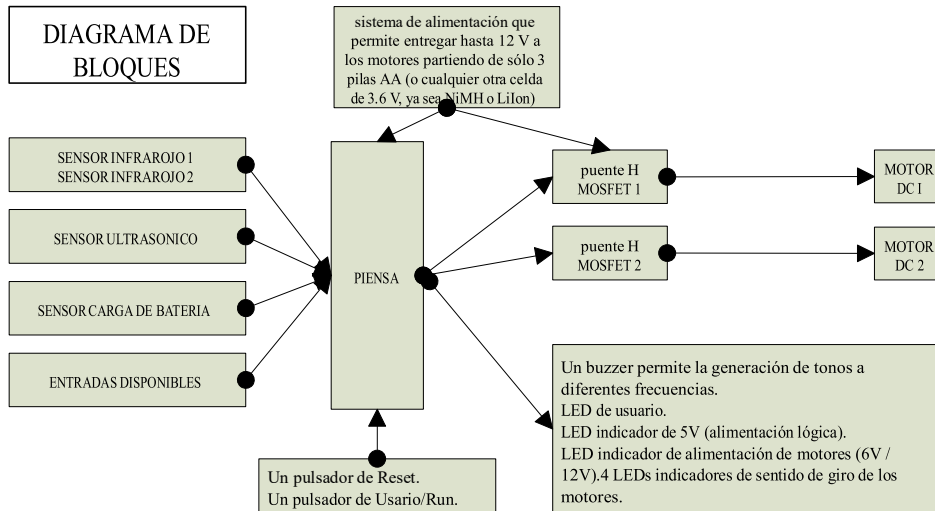 DIAGRAMA DE
BLOQUES
sistema de alimentación que
permite entregar hasta 12 V a
los motores partiendo de sólo 3
pilas AA (o cualquier otra celda
de 3.6 V, ya sea NiMH o LiIon)
SENSOR INFRAROJO 1
SENSOR INFRAROJO 2
SENSOR ULTRASONICO
SENSOR CARGA DE BATERIA
ENTRADAS DISPONIBLES
PIENSA
puente H
MOSFET 1
puente H
MOSFET 2
MOTOR
DC I
MOTOR
DC 2
Un buzzer permite la generación de tonos a
diferentes frecuencias.
LED de usuario.
LED indicador de 5V (alimentación lógica).
LED indicador de alimentación de motores (6V /
12V).4 LEDs indicadores de sentido de giro de los
motores.
Un pulsador de Reset.
Un pulsador de Usario/Run.